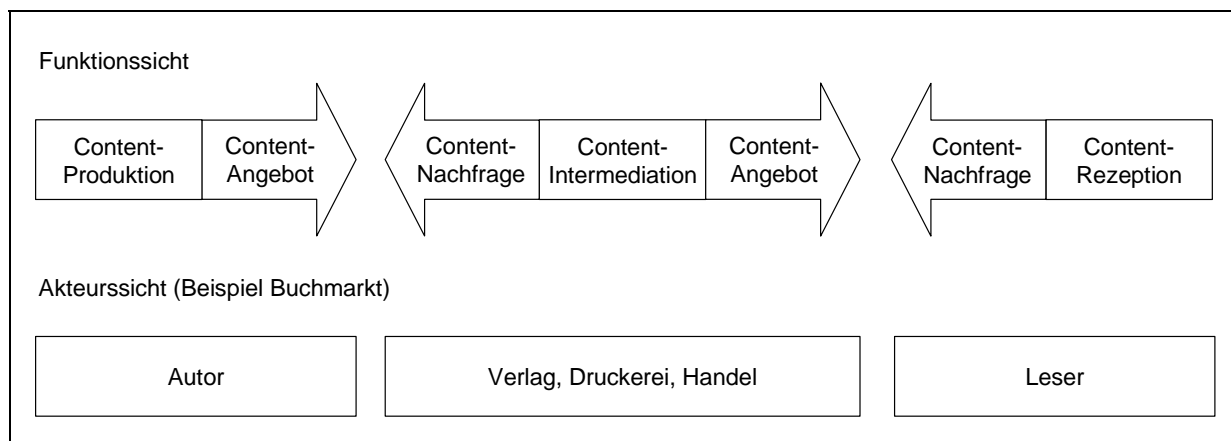 Funktionssicht
Content-
Produktion
Content-
Angebot
Content-
Nachfrage
Content-
Intermediation
Content-
Angebot
Content-
Nachfrage
Content-
Rezeption
Akteurssicht (Beispiel Buchmarkt)
Autor
Verlag, Druckerei, Handel
Leser